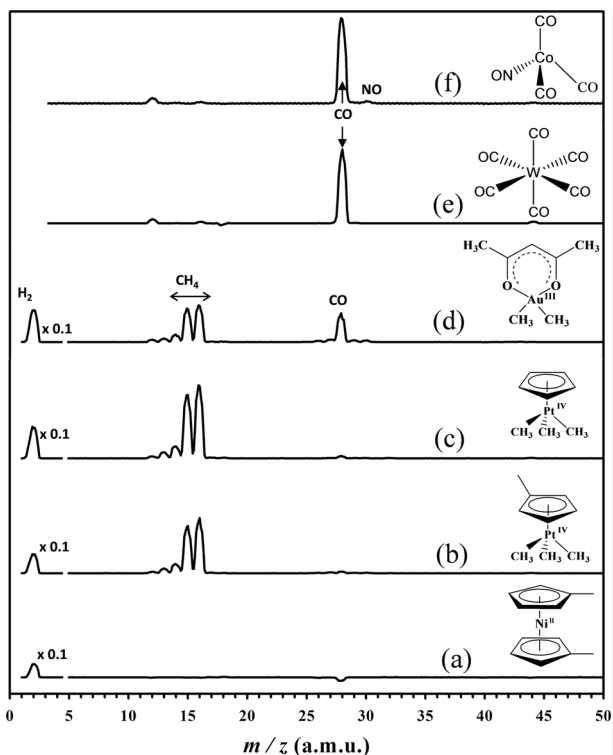 CO
Co
ON
CO
CO
(f)
NO
CO
CO
OC
CO
W
OC
CO
CO
(e)
H₃C
CH₃
O
O
Au^III
CH₃
CH₃
H₂
CH₄
CO
x 0.1
(d)
Pt^IV
CH₃
CH₃
CH₃
x 0.1
(c)
Pt^IV
CH₃
CH₃
CH₃
x 0.1
(b)
Ni^II
x 0.1
(a)
0 5 10 15 20 25 30 35 40 45 50
m / z (a.m.u.)